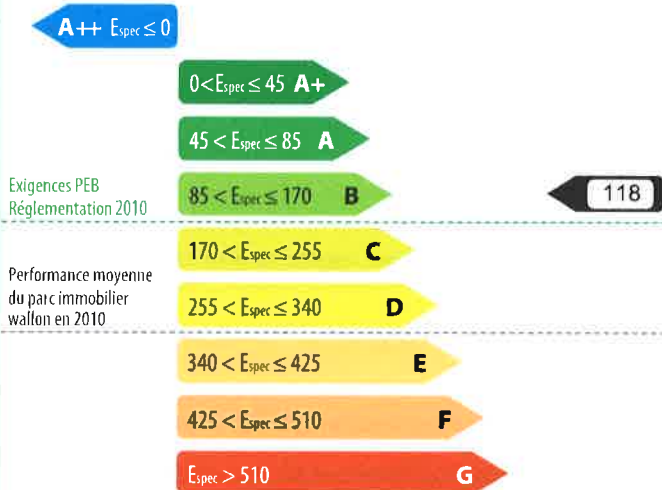 A++ Espec ≤ 0
0 < Espec ≤ 45 A+
45 < Espec ≤ 85 A
Exigences PEB
Réglementation 2010
85 < Espec ≤ 170 B
118
170 < Espec ≤ 255 C
Performance moyenne
du parc immobilier
wallon en 2010
255 < Espec ≤ 340 D
340 < Espec ≤ 425 E
425 < Espec ≤ 510 F
Espec > 510 G